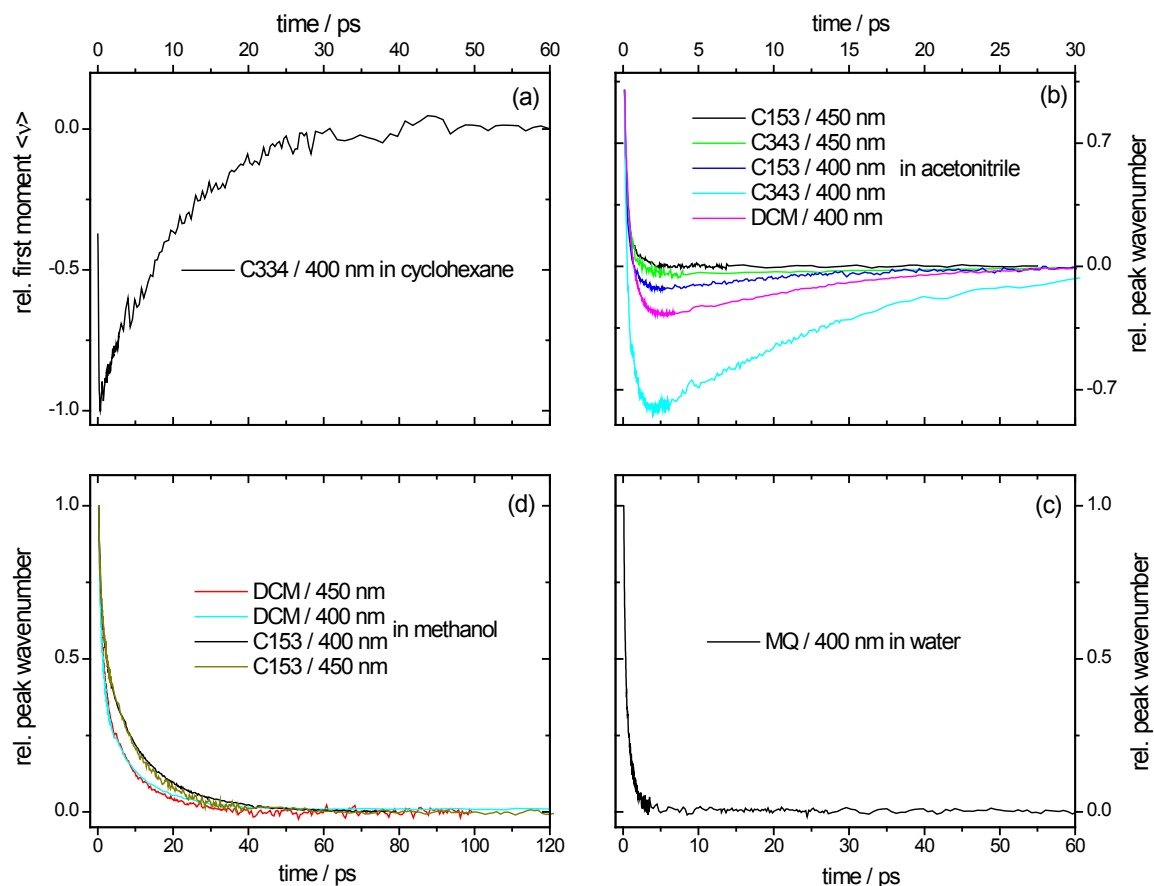 time / ps
0 10 20 30 40 50 60
0.0
-0.5
-1.0
rel. first moment <ν>
(a)
C334 / 400 nm in cyclohexane
time / ps
0 5 10 15 20 25 30
(b)
C153 / 450 nm
C343 / 450 nm
C153 / 400 nm in acetonitrile
C343 / 400 nm
DCM / 400 nm
0.7
0.0
-0.7
rel. peak wavenumber
1.0
0.5
0.0
rel. peak wavenumber
(d)
DCM / 450 nm
DCM / 400 nm
in methanol
C153 / 400 nm
C153 / 450 nm
0 20 40 60 80 100 120
time / ps
(c)
MQ / 400 nm in water
1.0
0.5
0.0
rel. peak wavenumber
0 10 20 30 40 50 60
time / ps